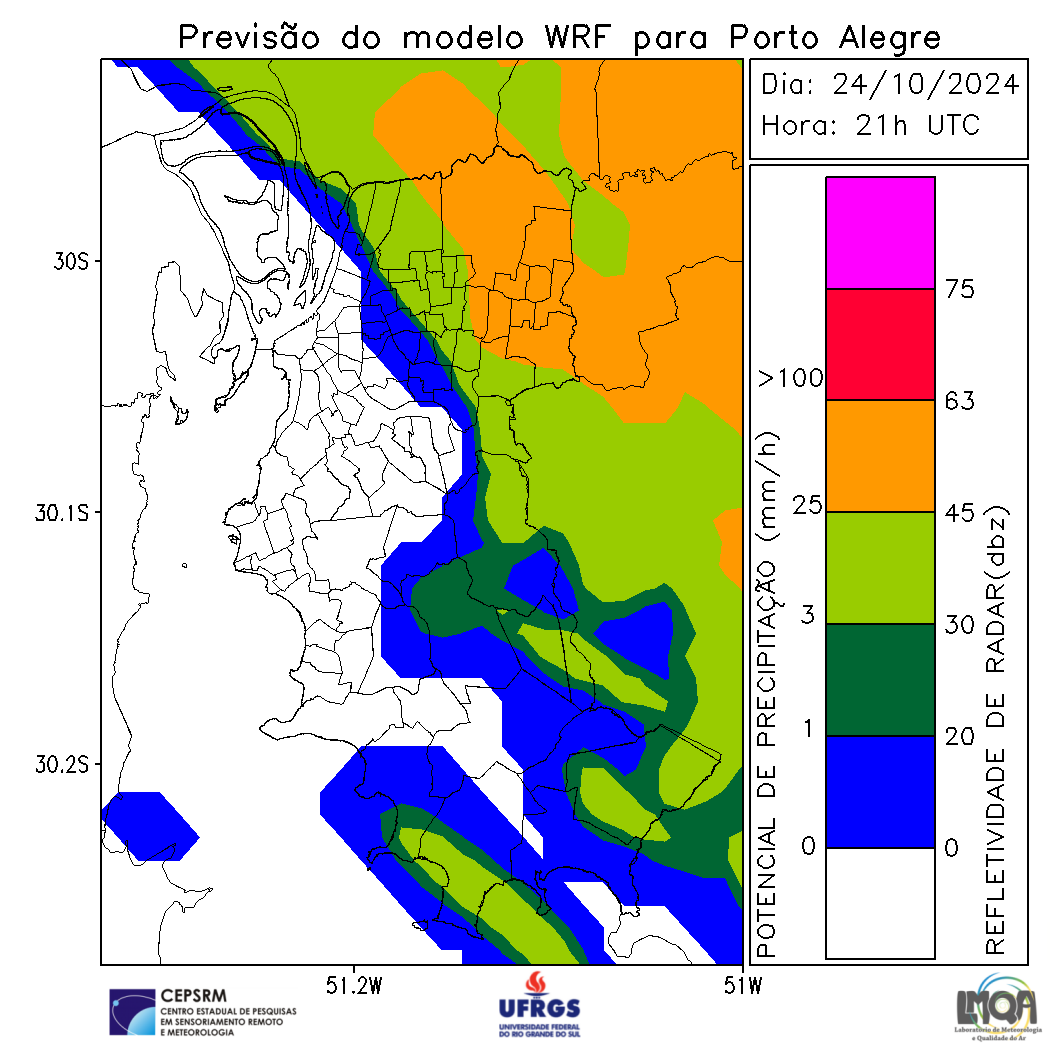 Previsão do modelo WRF para Porto Alegre
Dia: 24/10/2024
Hora: 21h UTC
30S
30.1S
30.2S
51.2W
51W
POTENCIAL DE PRECIPITAÇÃO (mm/h)
>100
25
3
1
0
75
63
45
30
20
0
REFLETIVIDADE DE RADAR(dbz)
CEPSRM
CENTRO ESTADUAL DE PESQUISAS
EM SENSORIAMENTO REMOTO
E METEOROLOGIA
UFRGS
UNIVERSIDADE FEDERAL
DO RIO GRANDE DO SUL
LMQA
Laboratório de Meteorologia
e Qualidade do Ar